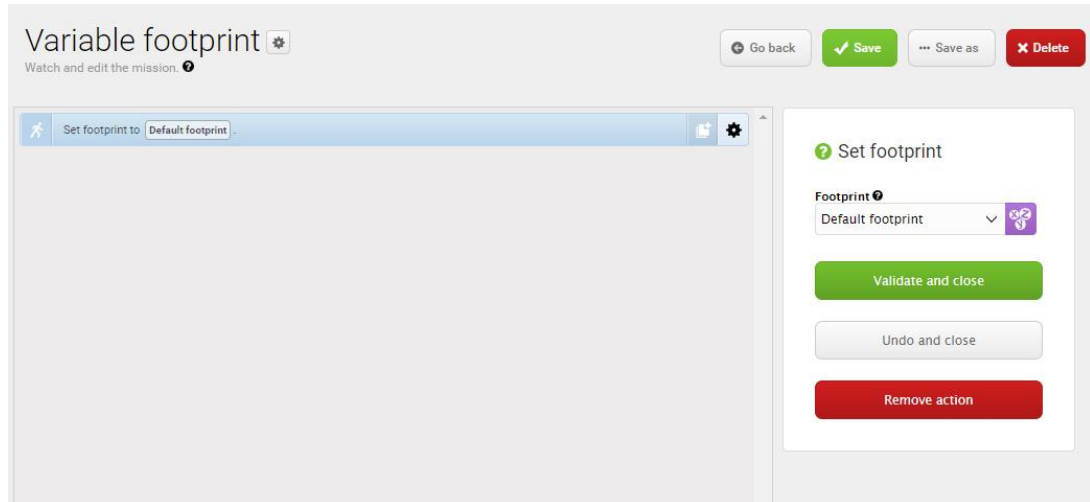 Variable footprint
Watch and edit the mission.
Go back
Save
Save as
Delete
Set footprint to Default footprint .
Set footprint
Footprint
Default footprint
X Z Y
Validate and close
Undo and close
Remove action